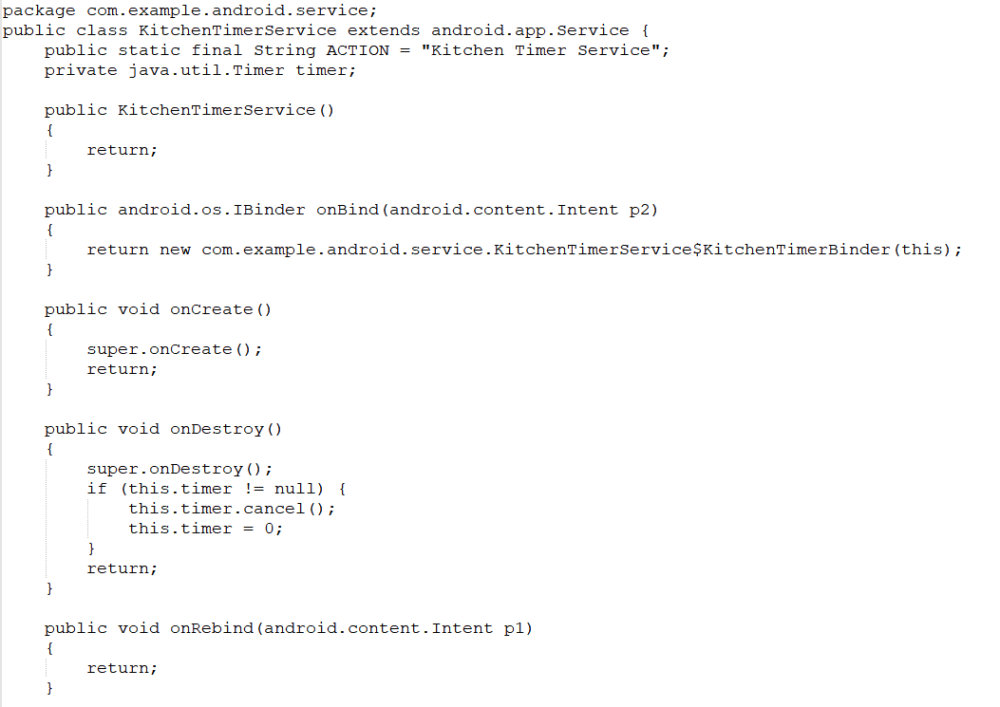 package com.example.android.service;
public class KitchenTimerService extends android.app.Service {
    public static final String ACTION = "Kitchen Timer Service";
    private java.util.Timer timer;

    public KitchenTimerService()
    {
        return;
    }

    public android.os.IBinder onBind(android.content.Intent p2)
    {
        return new com.example.android.service.KitchenTimerService$KitchenTimerBinder(this);
    }

    public void onCreate()
    {
        super.onCreate();
        return;
    }

    public void onDestroy()
    {
        super.onDestroy();
        if (this.timer != null) {
            this.timer.cancel();
            this.timer = 0;
        }
        return;
    }

    public void onRebind(android.content.Intent p1)
    {
        return;
    }